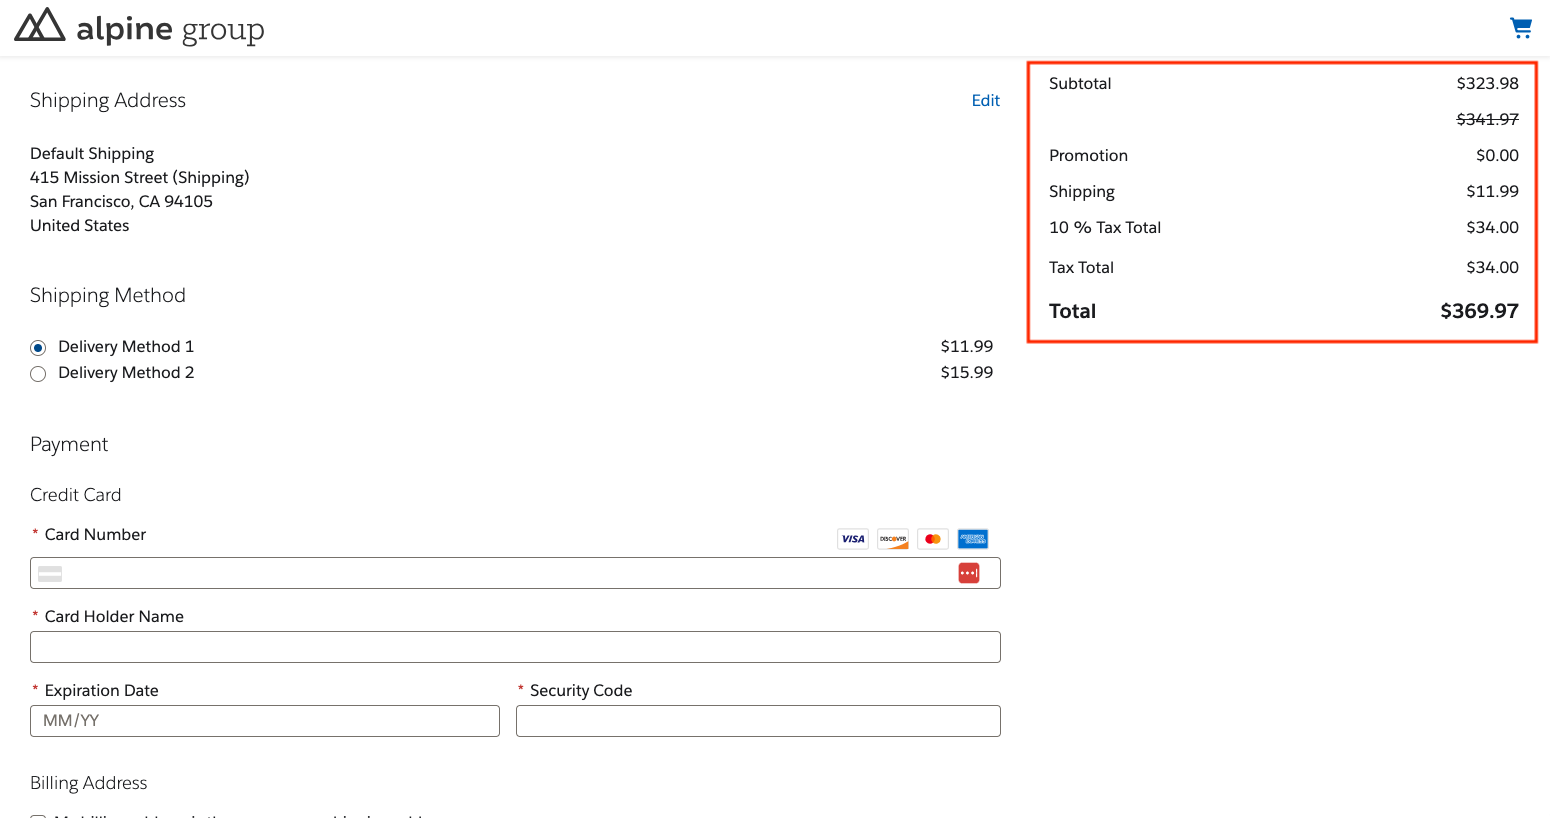 alpine group
Shipping Address Edit
Default Shipping
415 Mission Street (Shipping)
San Francisco, CA 94105
United States
Shipping Method
Delivery Method 1 $11.99
Delivery Method 2 $15.99
Payment
Credit Card
* Card Number VISA DISCOVER
* Card Holder Name
* Expiration Date * Security Code
MM/YY
Billing Address
Subtotal $323.98
$341.97
Promotion $0.00
Shipping $11.99
10 % Tax Total $34.00
Tax Total $34.00
Total $369.97